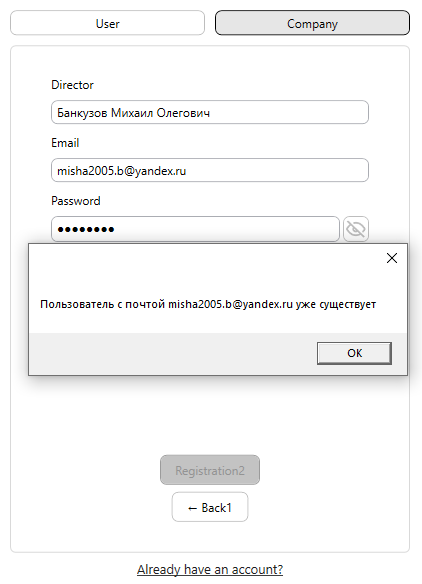 User
Company
Director
Банкузов Михаил Олегович
Email
misha2005.b@yandex.ru
Password
●●●●●●●●
Пользователь с почтой misha2005.b@yandex.ru уже существует
OK
Registration2
← Back1
Already have an account?